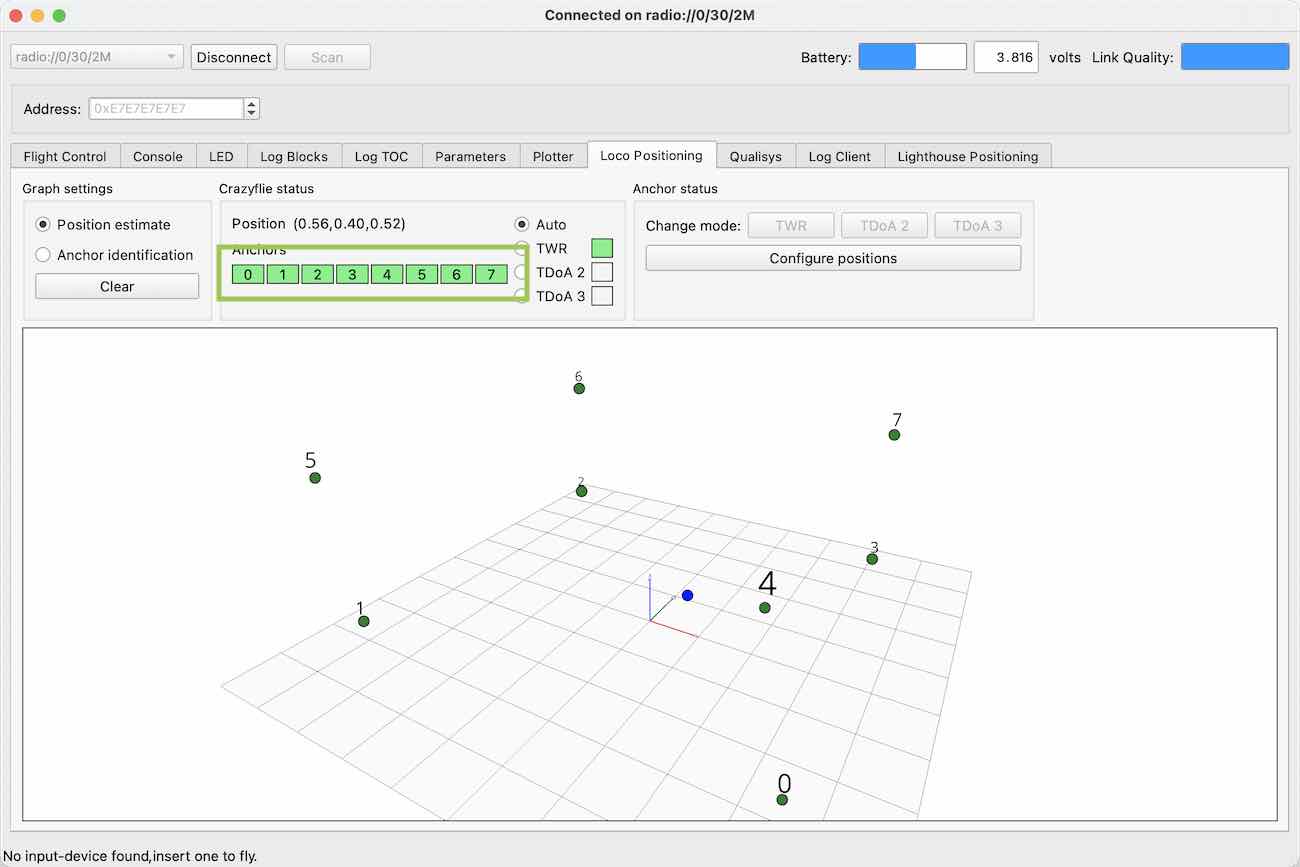 Connected on radio://0/30/2M
radio://0/30/2M Disconnect Scan Battery: 3.816 volts Link Quality:
Address: 0xE7E7E7E7E7
Flight Control Console LED Log Blocks Log TOC Parameters Plotter Loco Positioning Qualisys Log Client Lighthouse Positioning
Graph settings Crazyflie status Anchor status
Position estimate Position (0.56,0.40,0.52) Auto Change mode: TWR TDoA 2 TDoA 3
Anchor identification Anchors TWR Configure positions
0 1 2 3 4 5 6 7 TDoA 2
Clear TDoA 3
6
7
5
2
3
4
1
0
No input-device found,insert one to fly.